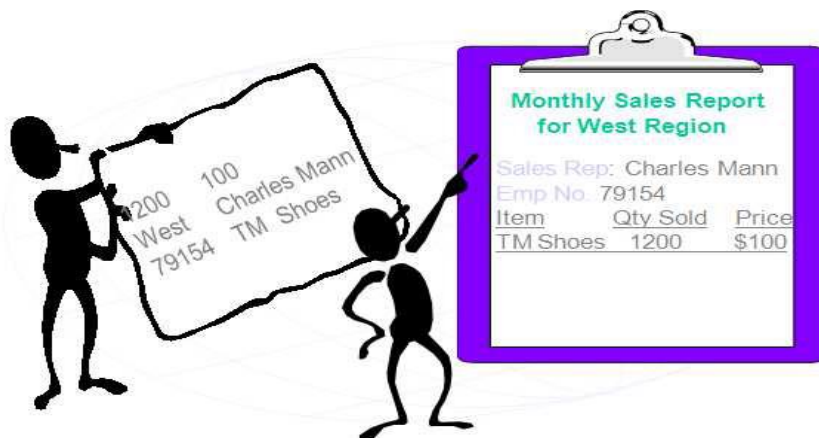 1200 100
West Charles Mann
79154 TM Shoes
Monthly Sales Report
for West Region
Sales Rep: Charles Mann
Emp No. 79154
Item Qty Sold Price
TM Shoes 1200 $100